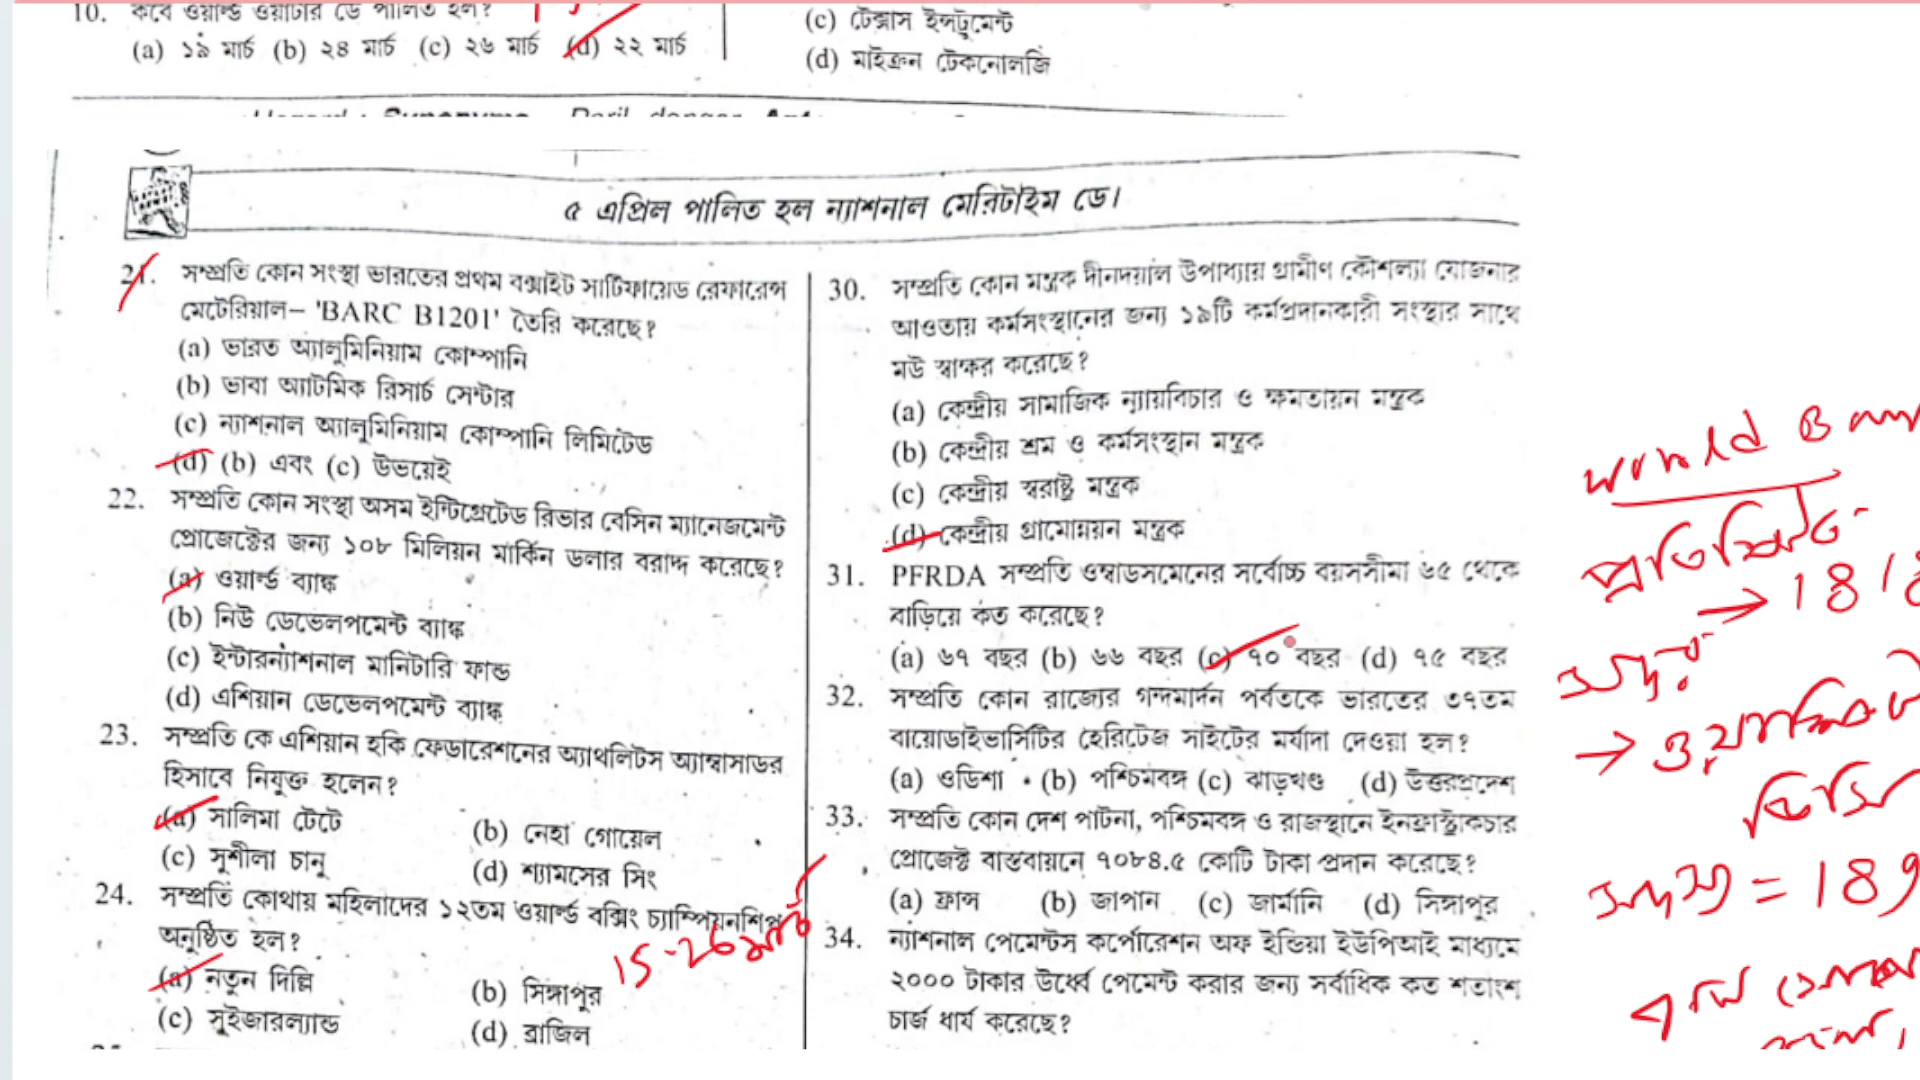 10. কবে ওয়ার্ল্ড ওয়াটার ডে পালিত হল?
(a) ১৯ মার্চ (b) ২৪ মার্চ (c) ২৬ মার্চ (d) ২২ মার্চ
(c) টেক্সাস ইন্সট্রুমেন্ট
(d) মাইক্রন টেকনোলজি
৫ এপ্রিল পালিত হল ন্যাশনাল মেরিটাইম ডে।
21. সম্প্রতি কোন সংস্থা ভারতের প্রথম বক্সাইট সার্টিফায়েড রেফারেন্স
মেটেরিয়াল– 'BARC B1201' তৈরি করেছে?
(a) ভারত অ্যালুমিনিয়াম কোম্পানি
(b) ভাবা অ্যাটমিক রিসার্চ সেন্টার
(c) ন্যাশনাল অ্যালুমিনিয়াম কোম্পানি লিমিটেড
(d) (b) এবং (c) উভয়েই
22. সম্প্রতি কোন সংস্থা অসম ইন্টিগ্রেটেড রিভার বেসিন ম্যানেজমেন্ট
প্রোজেক্টের জন্য ১০৮ মিলিয়ন মার্কিন ডলার বরাদ্দ করেছে?
(a) ওয়ার্ল্ড ব্যাঙ্ক
(b) নিউ ডেভেলপমেন্ট ব্যাঙ্ক
(c) ইন্টারন্যাশনাল মানিটারি ফান্ড
(d) এশিয়ান ডেভেলপমেন্ট ব্যাঙ্ক
23. সম্প্রতি কে এশিয়ান হকি ফেডারেশনের অ্যাথলিটস অ্যাম্বাসাডর
হিসাবে নিযুক্ত হলেন?
(a) সালিমা টেটে (b) নেহা গোয়েল
(c) সুশীলা চানু (d) শ্যামসের সিং
24. সম্প্রতি কোথায় মহিলাদের ১২তম ওয়ার্ল্ড বক্সিং চ্যাম্পিয়নশিপ
অনুষ্ঠিত হল?
15-26 মার্চ
(a) নতুন দিল্লি (b) সিঙ্গাপুর
(c) সুইজারল্যান্ড (d) ব্রাজিল
30. সম্প্রতি কোন মন্ত্রক দীনদয়াল উপাধ্যায় গ্রামীণ কৌশল্যা যোজনার
আওতায় কর্মসংস্থানের জন্য ১৯টি কর্মপ্রদানকারী সংস্থার সাথে
মউ স্বাক্ষর করেছে?
(a) কেন্দ্রীয় সামাজিক ন্যায়বিচার ও ক্ষমতায়ন মন্ত্রক
(b) কেন্দ্রীয় শ্রম ও কর্মসংস্থান মন্ত্রক
(c) কেন্দ্রীয় স্বরাষ্ট্র মন্ত্রক
(d) কেন্দ্রীয় গ্রামোন্নয়ন মন্ত্রক
31. PFRDA সম্প্রতি ওম্বাডসমেনের সর্বোচ্চ বয়সসীমা ৬৫ থেকে
বাড়িয়ে কত করেছে?
(a) ৬৭ বছর (b) ৬৬ বছর (c) ৭০ বছর (d) ৭৫ বছর
32. সম্প্রতি কোন রাজ্যের গন্দমার্দন পর্বতকে ভারতের ৩৭তম
বায়োডাইভার্সিটির হেরিটেজ সাইটের মর্যাদা দেওয়া হল?
(a) ওডিশা (b) পশ্চিমবঙ্গ (c) ঝাড়খণ্ড (d) উত্তরপ্রদেশ
33. সম্প্রতি কোন দেশ পাটনা, পশ্চিমবঙ্গ ও রাজস্থানে ইনফ্রাস্ট্রাকচার
প্রোজেক্ট বাস্তবায়নে ৭০৮৪.৫ কোটি টাকা প্রদান করেছে?
(a) ফ্রান্স (b) জাপান (c) জার্মানি (d) সিঙ্গাপুর
34. ন্যাশনাল পেমেন্টস কর্পোরেশন অফ ইন্ডিয়া ইউপিআই মাধ্যমে
২০০০ টাকার উর্ধ্বে পেমেন্ট করার জন্য সর্বাধিক কত শতাংশ
চার্জ ধার্য করেছে?
World
সদর
সদস্য = 189